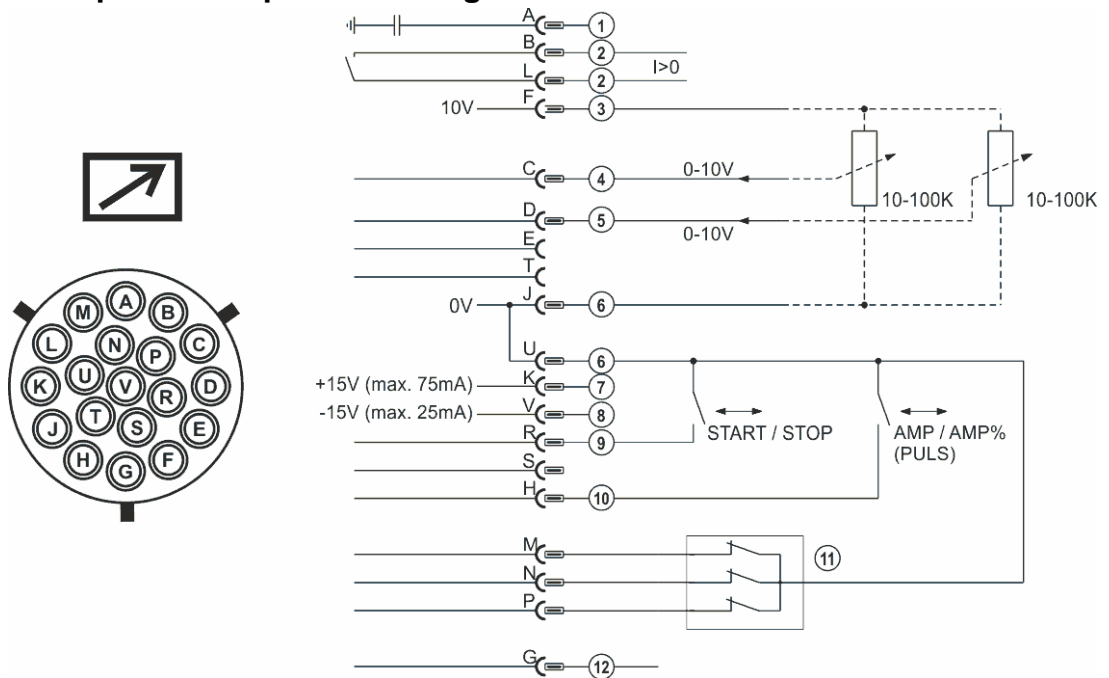 A
1
B
2
L
2
I>0
10V
F
3
C
4
0-10V
10-100K
10-100K
D
5
0-10V
E
T
0V
J
6
U
6
+15V (max. 75mA)
K
7
-15V (max. 25mA)
V
8
R
9
START / STOP
AMP / AMP%
(PULS)
S
H
10
M
11
N
P
G
12
A
M
B
L
N
P
C
K
U
V
R
D
J
T
S
E
H
G
F